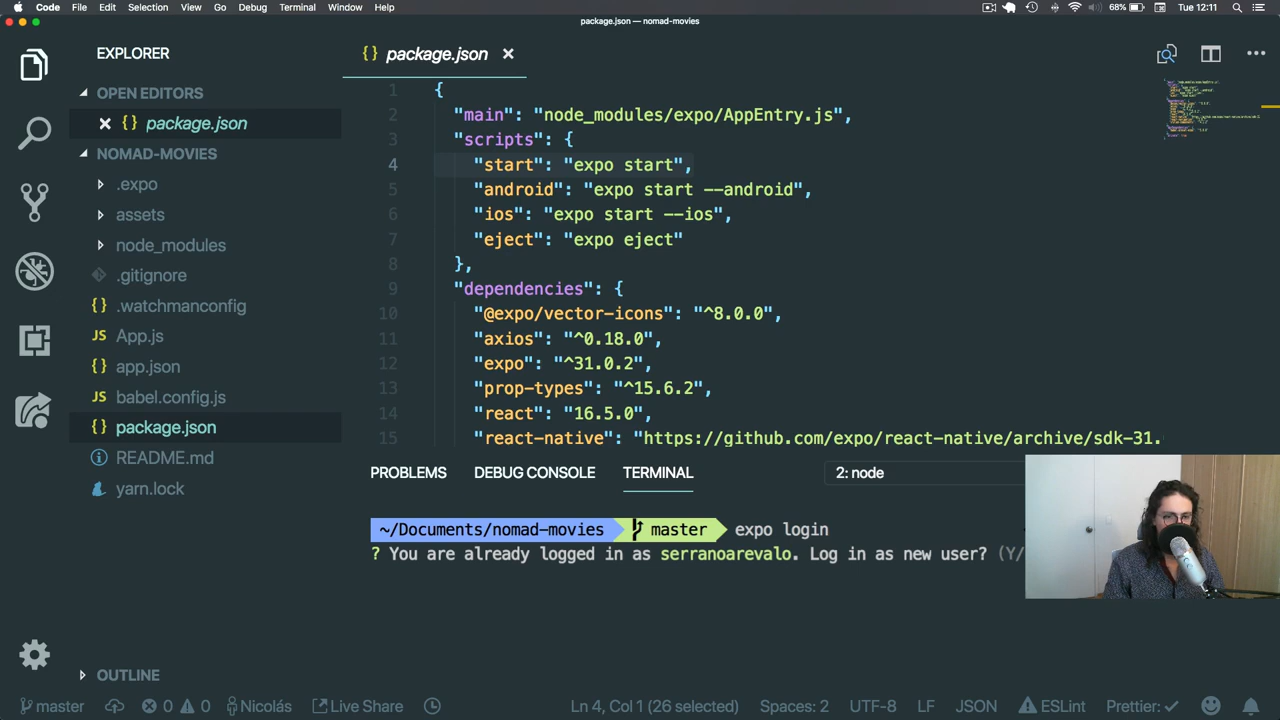 Code File Edit Selection View Go Debug Terminal Window Help 68% Tue 12:11
package.json — nomad-movies
EXPLORER
OPEN EDITORS
{} package.json
NOMAD-MOVIES
.expo
assets
node_modules
.gitignore
{} .watchmanconfig
JS App.js
{} app.json
JS babel.config.js
{} package.json
README.md
yarn.lock
OUTLINE
{} package.json
1 {
2 "main": "node_modules/expo/AppEntry.js",
3 "scripts": {
4 "start": "expo start",
5 "android": "expo start --android",
6 "ios": "expo start --ios",
7 "eject": "expo eject"
8 },
9 "dependencies": {
10 "@expo/vector-icons": "^8.0.0",
11 "axios": "^0.18.0",
12 "expo": "^31.0.2",
13 "prop-types": "^15.6.2",
14 "react": "16.5.0",
15 "react-native": "https://github.com/expo/react-native/archive/sdk-31.
PROBLEMS DEBUG CONSOLE TERMINAL 2: node
~/Documents/nomad-movies master expo login
? You are already logged in as serranoarevalo. Log in as new user? (Y/
master 0 0 Nicolás Live Share Ln 4, Col 1 (26 selected) Spaces: 2 UTF-8 LF JSON ESLint Prettier: